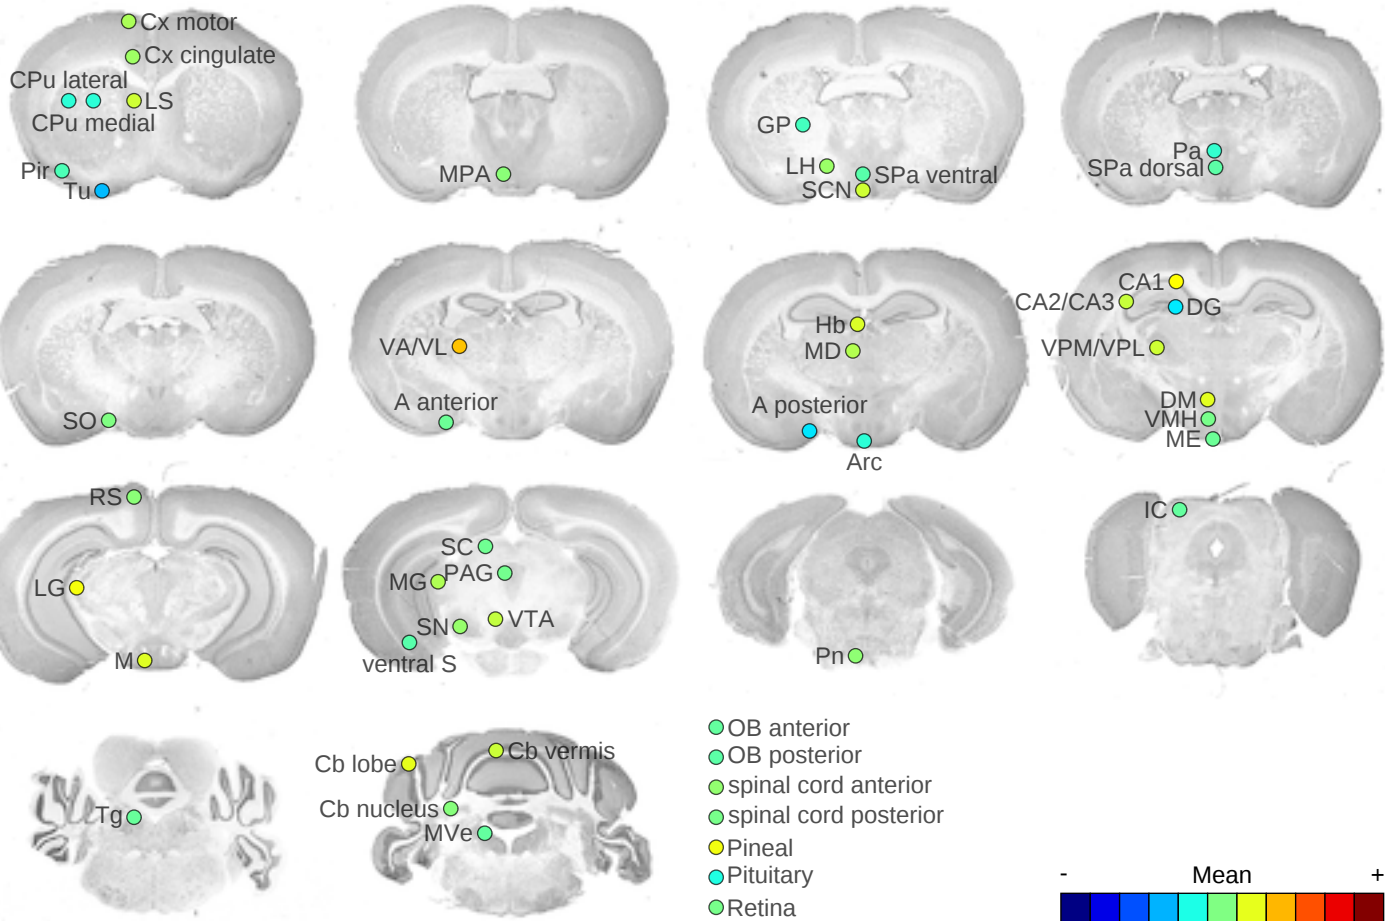 Cx motor
Cx cingulate
CPu lateral
LS
CPu medial
Pir
Tu
MPA
GP
LH
SPa ventral
SCN
Pa
SPa dorsal
SO
VA/VL
A anterior
Hb
MD
A posterior
Arc
CA1
CA2/CA3
DG
VPM/VPL
DM
VMH
ME
RS
LG
M
SC
PAG
MG
VTA
SN
ventral S
Pn
IC
Tg
Cb vermis
Cb lobe
Cb nucleus
MVe
OB anterior
OB posterior
spinal cord anterior
spinal cord posterior
Pineal
Pituitary
Retina
- Mean +